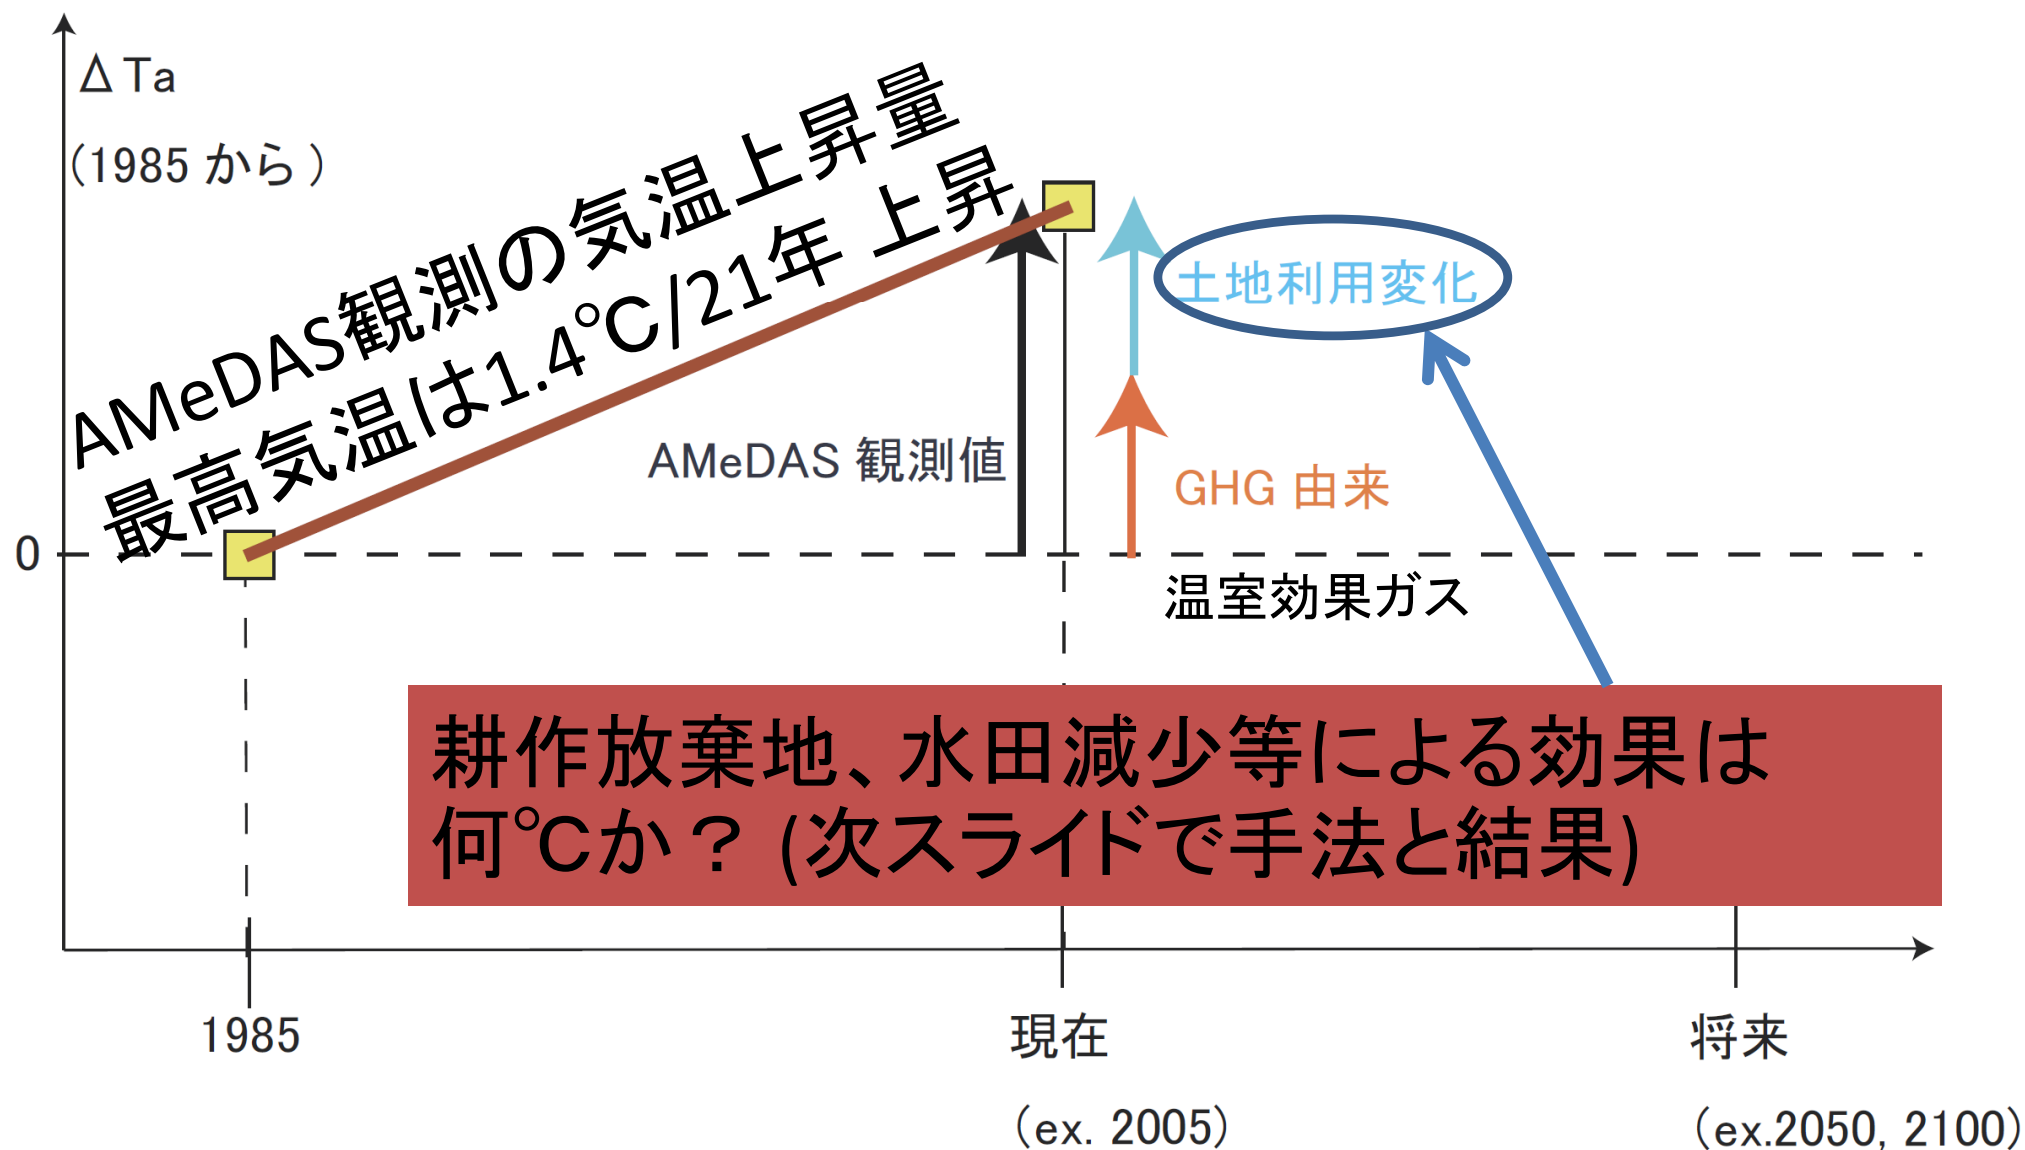 ΔTa
(1985 から )
AMeDAS観測の気温上昇量
最高気温は1.4℃/21年 上昇
土地利用変化
AMeDAS 観測値
GHG 由来
0
温室効果ガス
耕作放棄地、水田減少等による効果は
何℃か？ (次スライドで手法と結果)
1985
現在
将来
(ex. 2005)
(ex.2050, 2100)